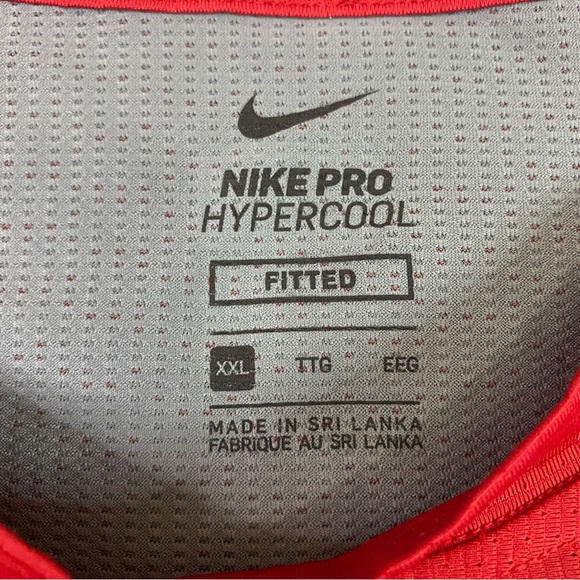 NIKE PRO
HYPERCOOL
FITTED
XXL TTG EEG
MADE IN SRI LANKA
FABRIQUE AU SRI LANKA